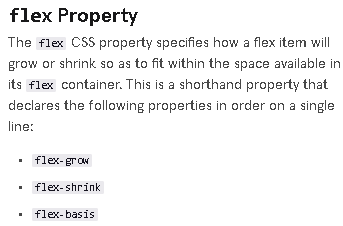 flex Property
The flex CSS property specifies how a flex item will
grow or shrink so as to fit within the space available in
its flex container. This is a shorthand property that
declares the following properties in order on a single
line:
• flex-grow
• flex-shrink
• flex-basis